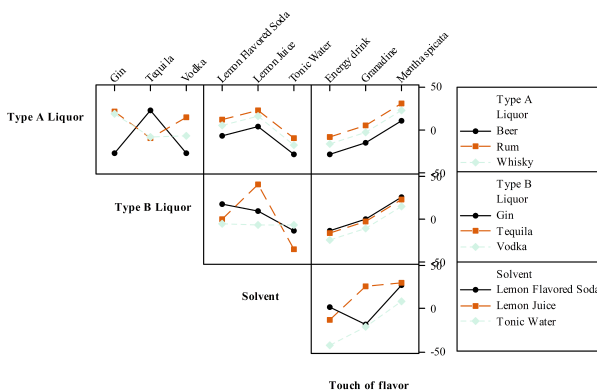 Gin
Tequila
Vodka
Lemon Flavored Soda
Lemon Juice
Tonic Water
Energy drink
Granadine
Mentha spicata
Type A Liquor
50
0
-50
Type A
Liquor
Beer
Rum
Whisky
Type B Liquor
50
0
-50
Type B
Liquor
Gin
Tequila
Vodka
Solvent
50
0
-50
Solvent
Lemon Flavored Soda
Lemon Juice
Tonic Water
Touch of flavor